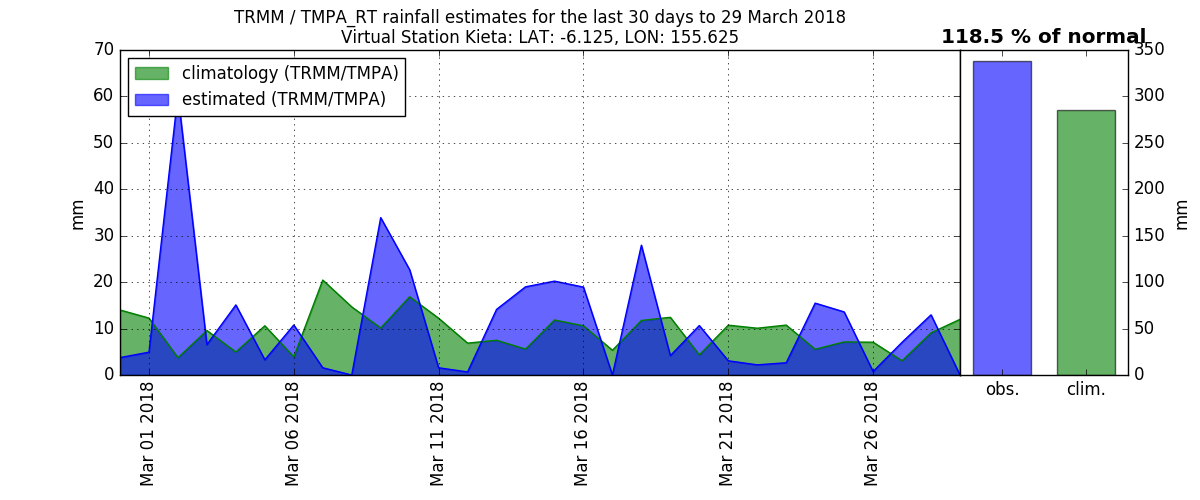 TRMM / TMPA_RT rainfall estimates for the last 30 days to 29 March 2018
Virtual Station Kieta: LAT: -6.125, LON: 155.625
118.5 % of normal
climatology (TRMM/TMPA)
estimated (TRMM/TMPA)
70
60
50
40
30
20
10
0
mm
Mar 01 2018
Mar 06 2018
Mar 11 2018
Mar 16 2018
Mar 21 2018
Mar 26 2018
350
300
250
200
150
100
50
0
mm
obs.
clim.